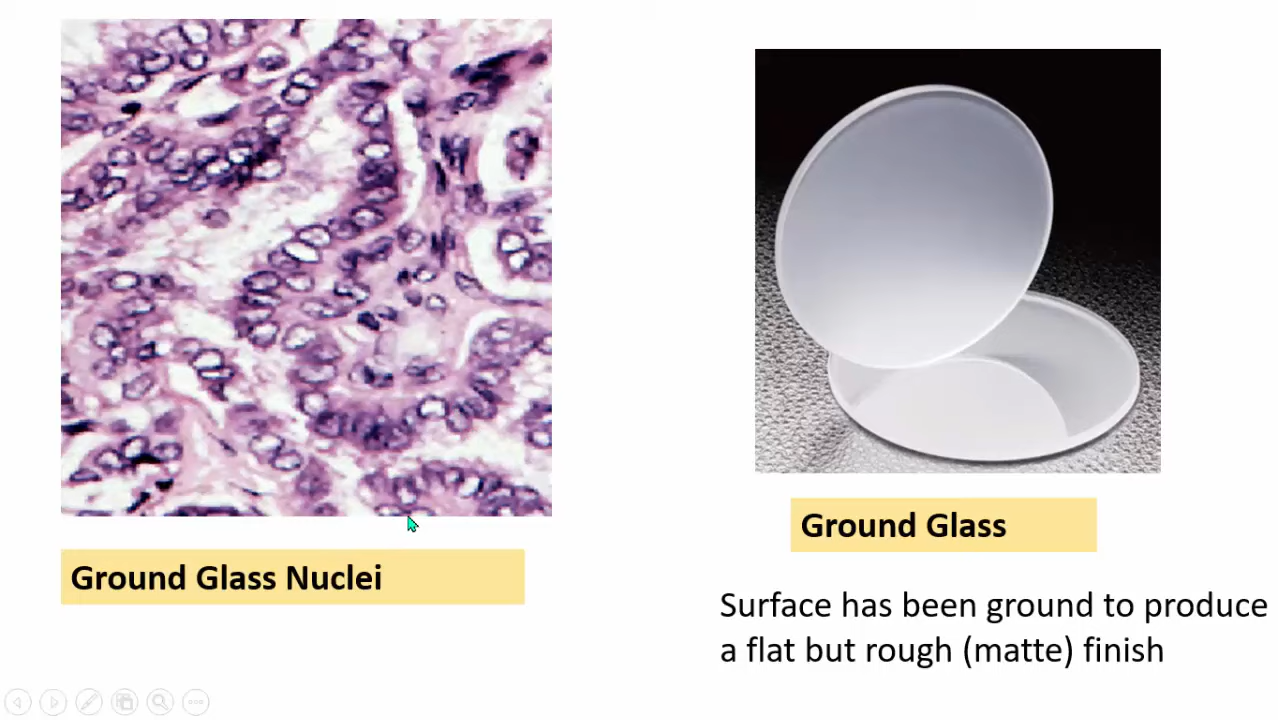 Ground Glass Nuclei
Ground Glass
Surface has been ground to produce
a flat but rough (matte) finish